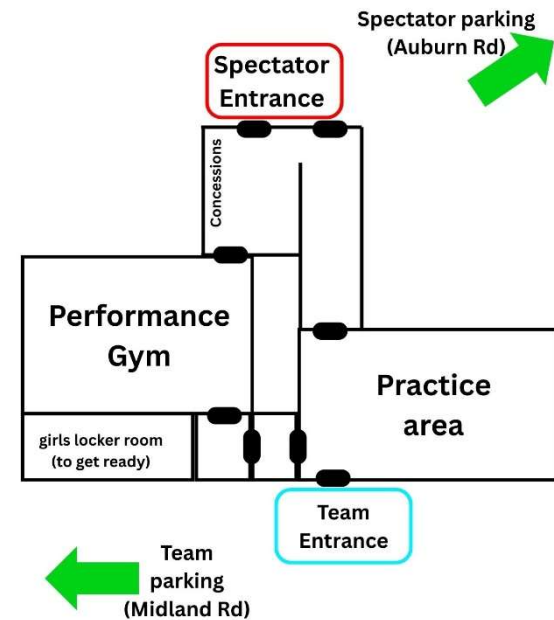 Spectator parking
(Auburn Rd)
Spectator
Entrance
Concessions
Performance
Gym
Practice
area
girls locker room
(to get ready)
Team
Entrance
Team
parking
(Midland Rd)